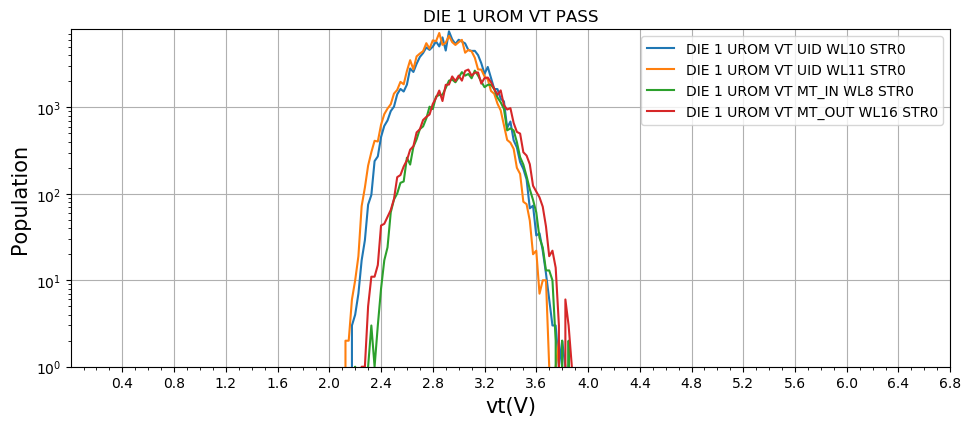 DIE 1 UROM VT PASS
DIE 1 UROM VT UID WL10 STR0
DIE 1 UROM VT UID WL11 STR0
DIE 1 UROM VT MT_IN WL8 STR0
DIE 1 UROM VT MT_OUT WL16 STR0
Population
10³
10²
10¹
10⁰
0.4 0.8 1.2 1.6 2.0 2.4 2.8 3.2 3.6 4.0 4.4 4.8 5.2 5.6 6.0 6.4 6.8
vt(V)